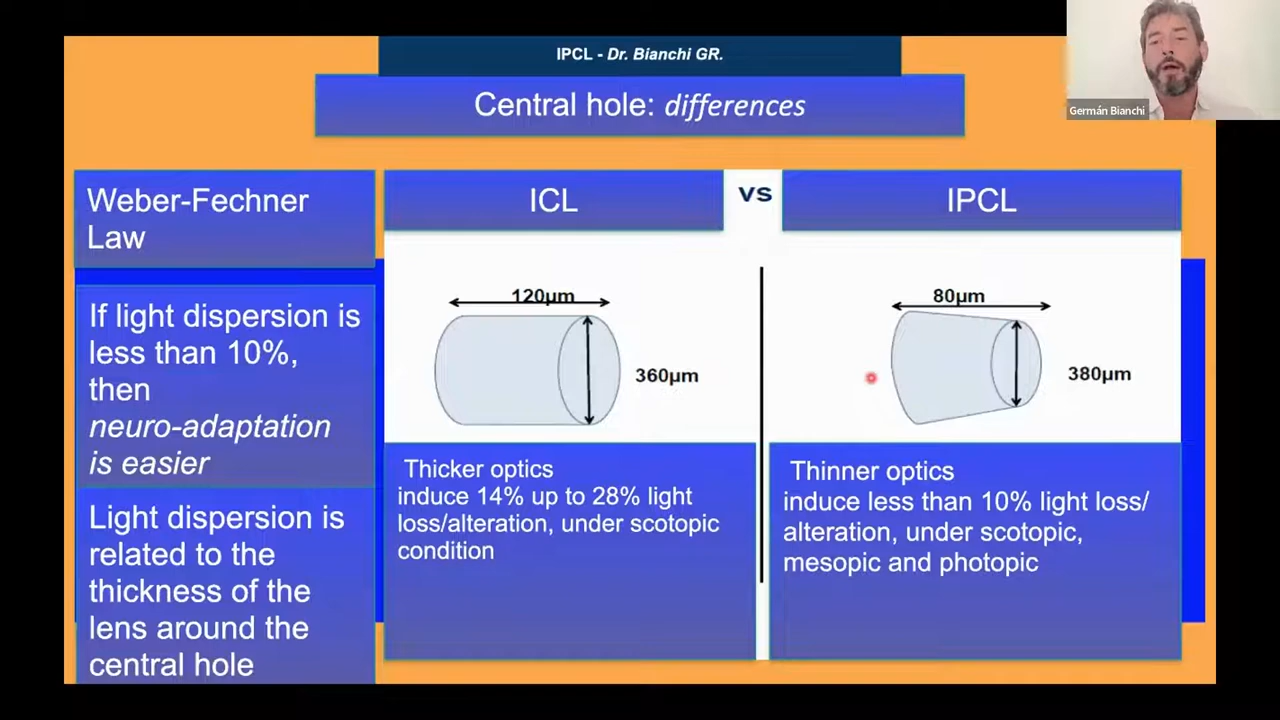 IPCL - Dr. Bianchi GR.
Central hole: differences
Germán Bianchi
Weber-Fechner
Law
If light dispersion is
less than 10%,
then
neuro-adaptation
is easier
Light dispersion is
related to the
thickness of the
lens around the
central hole
ICL
vs
IPCL
120µm
360µm
80µm
380µm
Thicker optics
induce 14% up to 28% light
loss/alteration, under scotopic
condition
Thinner optics
induce less than 10% light loss/
alteration, under scotopic,
mesopic and photopic